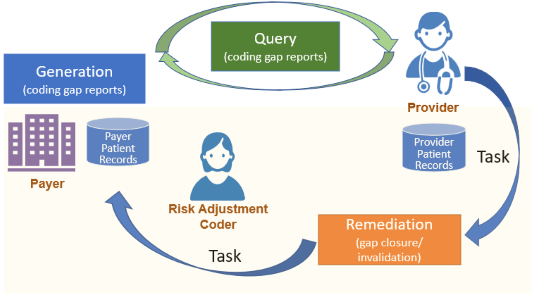 Query
(coding gap reports)
Generation
(coding gap reports)
Provider
Payer
Patient
Records
Payer
Risk Adjustment
Coder
Provider
Patient
Records
Task
Remediation
(gap closure/
invalidation)
Task